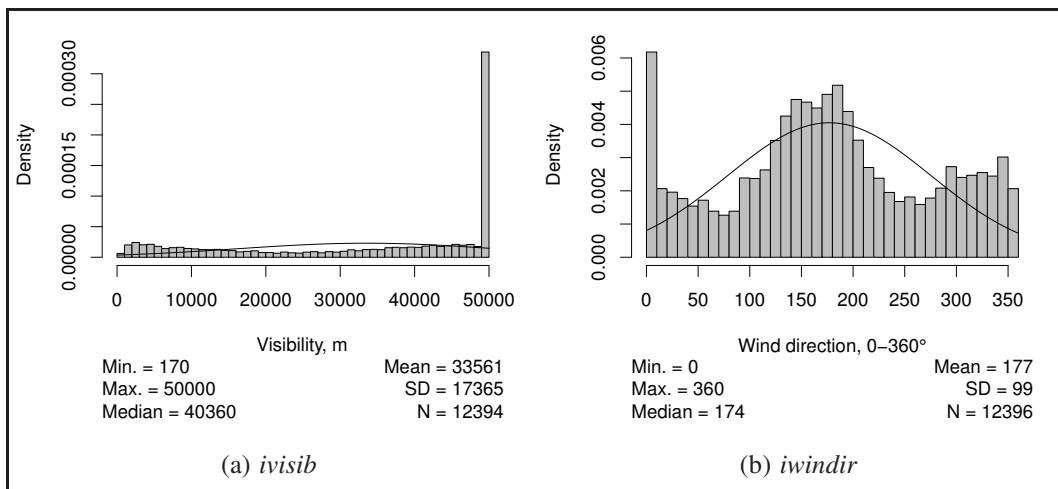 Density
0.00000 0.00015 0.00030
0 10000 20000 30000 40000 50000
Visibility, m
Min. = 170 Mean = 33561
Max. = 50000 SD = 17365
Median = 40360 N = 12394
(a) ivisib
Density
0.000 0.002 0.004 0.006
0 50 100 150 200 250 300 350
Wind direction, 0−360°
Min. = 0 Mean = 177
Max. = 360 SD = 99
Median = 174 N = 12396
(b) iwindir